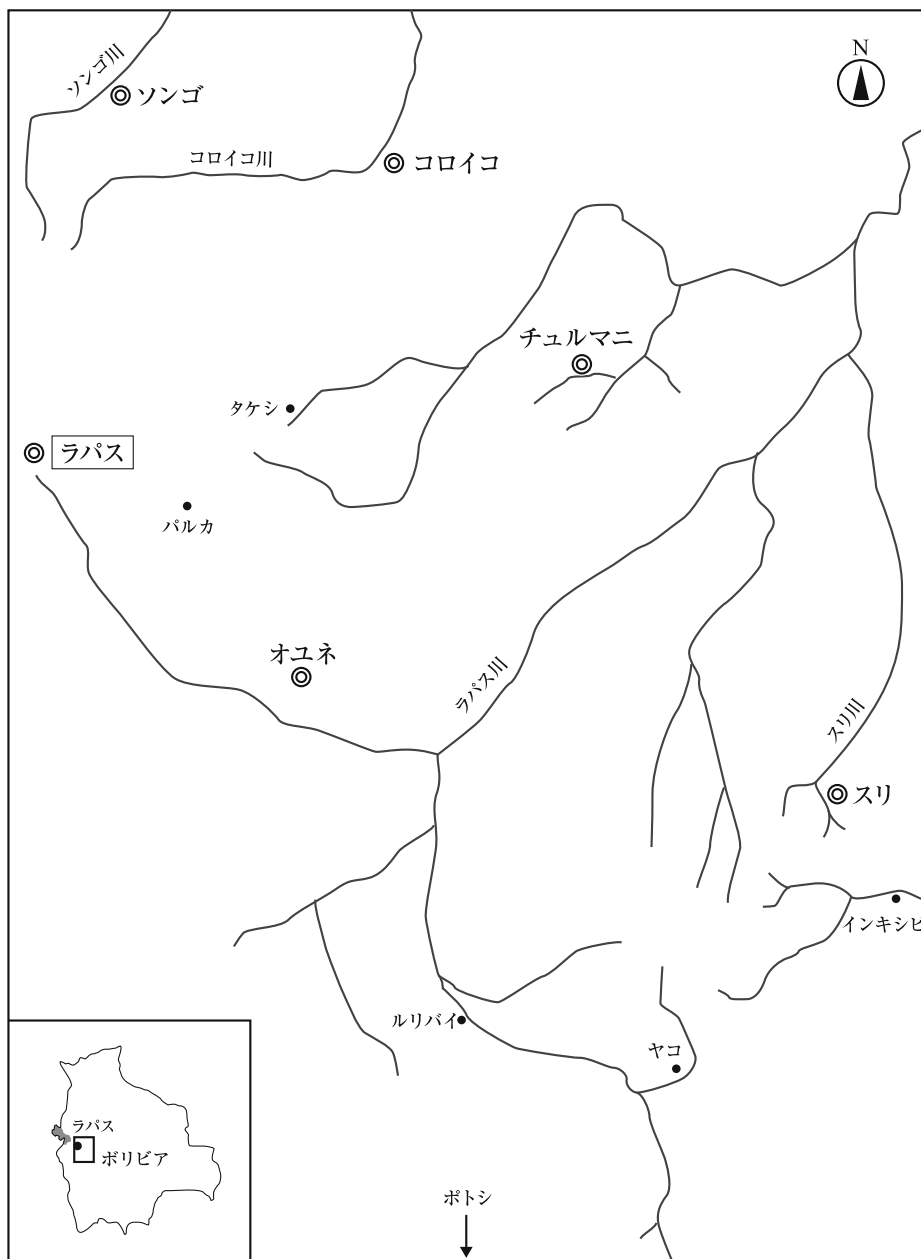 N
ソンゴ川
ソンゴ
コロイコ川
コロイコ
チュルマニ
タケシ
ラパス
パルカ
オユネ
ラパス川
スリ川
スリ
インキシビ
ルリバイ
ヤコ
ラパス
ボリビア
ポトシ